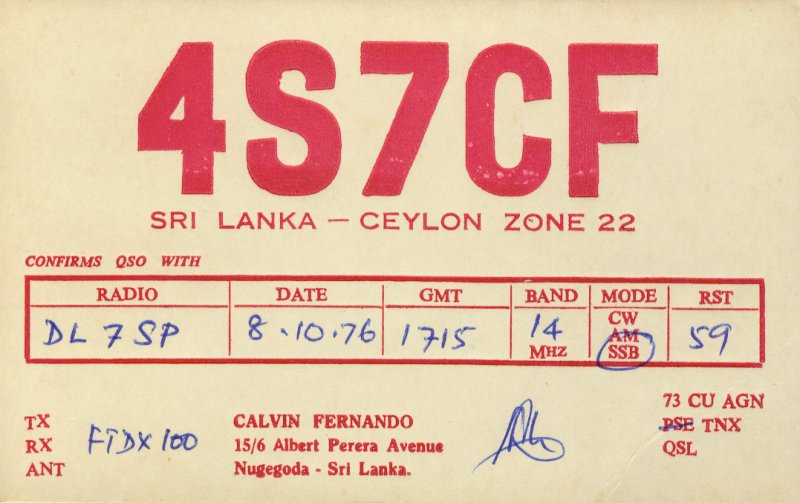 4S7CF
SRI LANKA — CEYLON ZONE 22
CONFIRMS QSO WITH
RADIO DATE GMT BAND MODE RST
DL 7 SP 8.10.76 1715 14 MHZ CW AM SSB 59
73 CU AGN
TX CALVIN FERNANDO PSE TNX
RX FTDX 100 15/6 Albert Perera Avenue QSL
ANT Nugegoda - Sri Lanka.